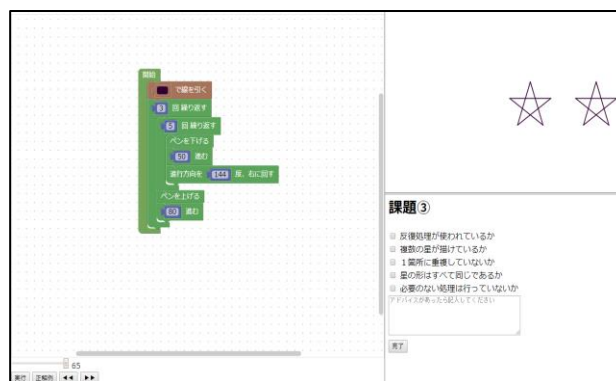 開始
で線を引く
3 回 繰り返す
5 回 繰り返す
ペンを下げる
50 進む
進行方向を 144 度、右に回す
ペンを上げる
80 進む
65
実行 正解例 ◀◀ ▶▶
課題③
反復処理が使われているか
複数の星が描けているか
1箇所に重複していないか
星の形はすべて同じであるか
必要のない処理は行っていないか
アドバイスがあったら記入してください
完了